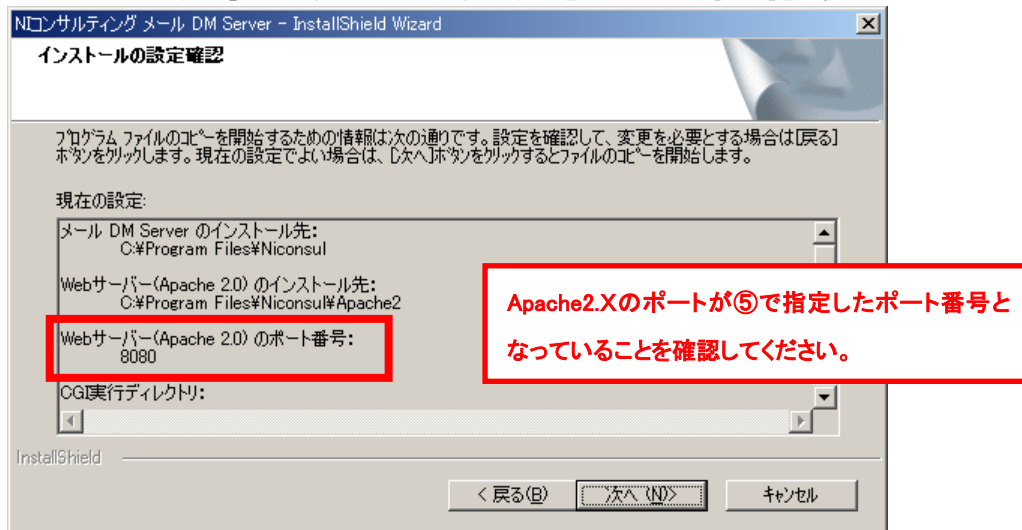 NIコンサルティング メール DM Server - InstallShield Wizard
インストールの設定確認
プログラム ファイルのコピーを開始するための情報は次の通りです。設定を確認して、変更を必要とする場合は[戻る]
ボタンをクリックします。現在の設定でよい場合は、[次へ]ボタンをクリックするとファイルのコピーを開始します。
現在の設定:
メール DM Server のインストール先:
C:¥Program Files¥Niconsul
Webサーバー(Apache 2.0) のインストール先:
C:¥Program Files¥Niconsul¥Apache2
Webサーバー(Apache 2.0) のポート番号:
8080
CGI実行ディレクトリ:
Apache2.Xのポートが⑤で指定したポート番号と
なっていることを確認してください。
InstallShield
< 戻る(B)
次へ (N)>
キャンセル